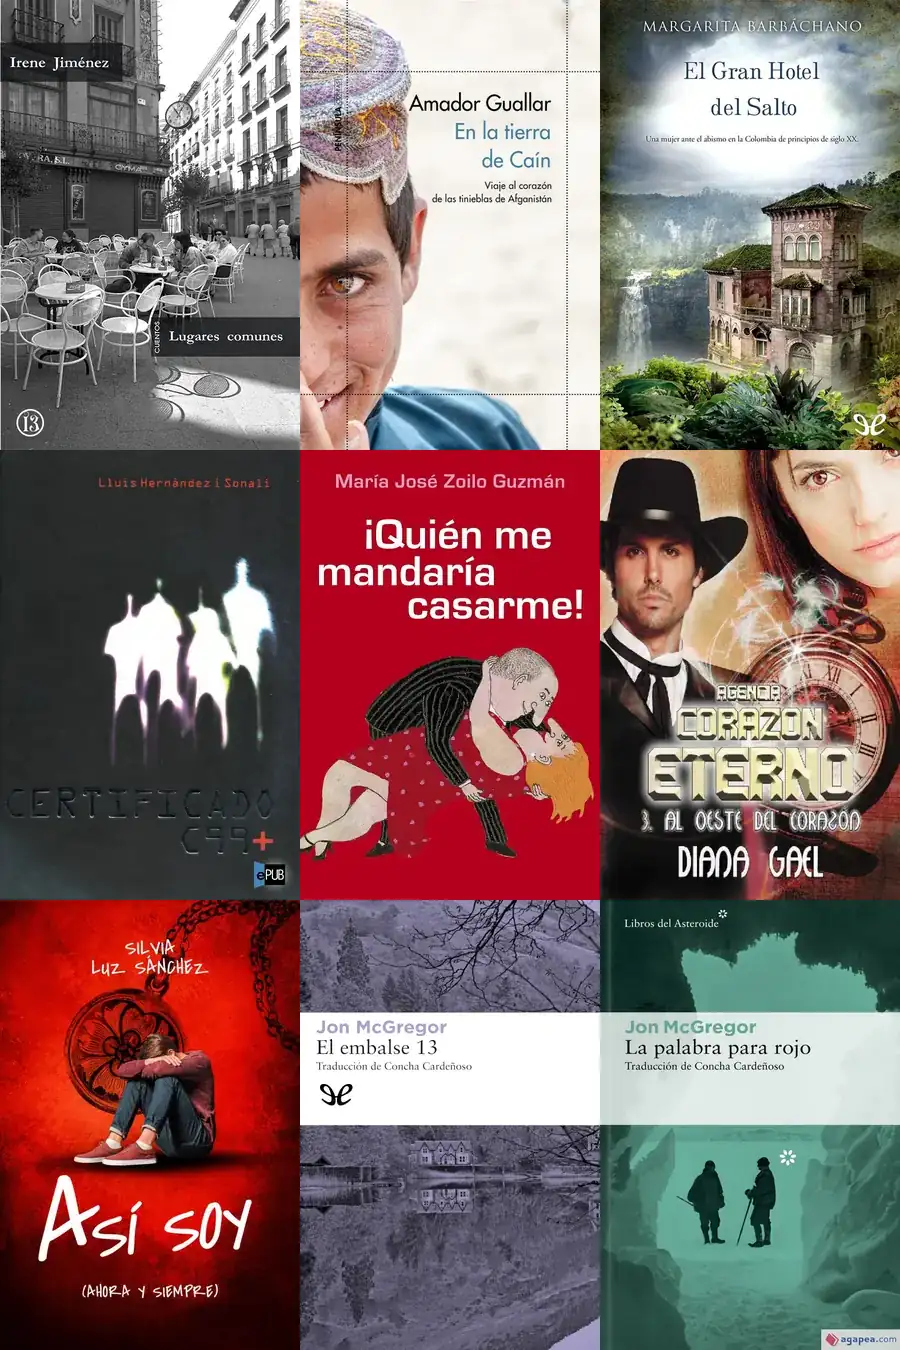 Irene Jiménez
CUENTOS
Lugares comunes
13
PENÍNSULA
Amador Guallar
En la tierra
de Caín
Viaje al corazón
de las tinieblas de Afganistán
MARGARITA BARBÁCHANO
El Gran Hotel
del Salto
Una mujer ante el abismo en la Colombia de principios de siglo XX.
Lluís Hernàndez i Sonali
CERTIFICADO
C99+
ePUB
María José Zoilo Guzmán
¡Quién me
mandaría
casarme!
AGENCIA
CORAZON
ETERNO
3. AL OESTE DEL CORAZÓN
DIANA GAEL
SILVIA
LUZ SÁNCHEZ
ASÍ SOY
(AHORA Y SIEMPRE)
Jon McGregor
El embalse 13
Traducción de Concha Cardeñoso
Libros del Asteroide
Jon McGregor
La palabra para rojo
Traducción de Concha Cardeñoso
agapea.com